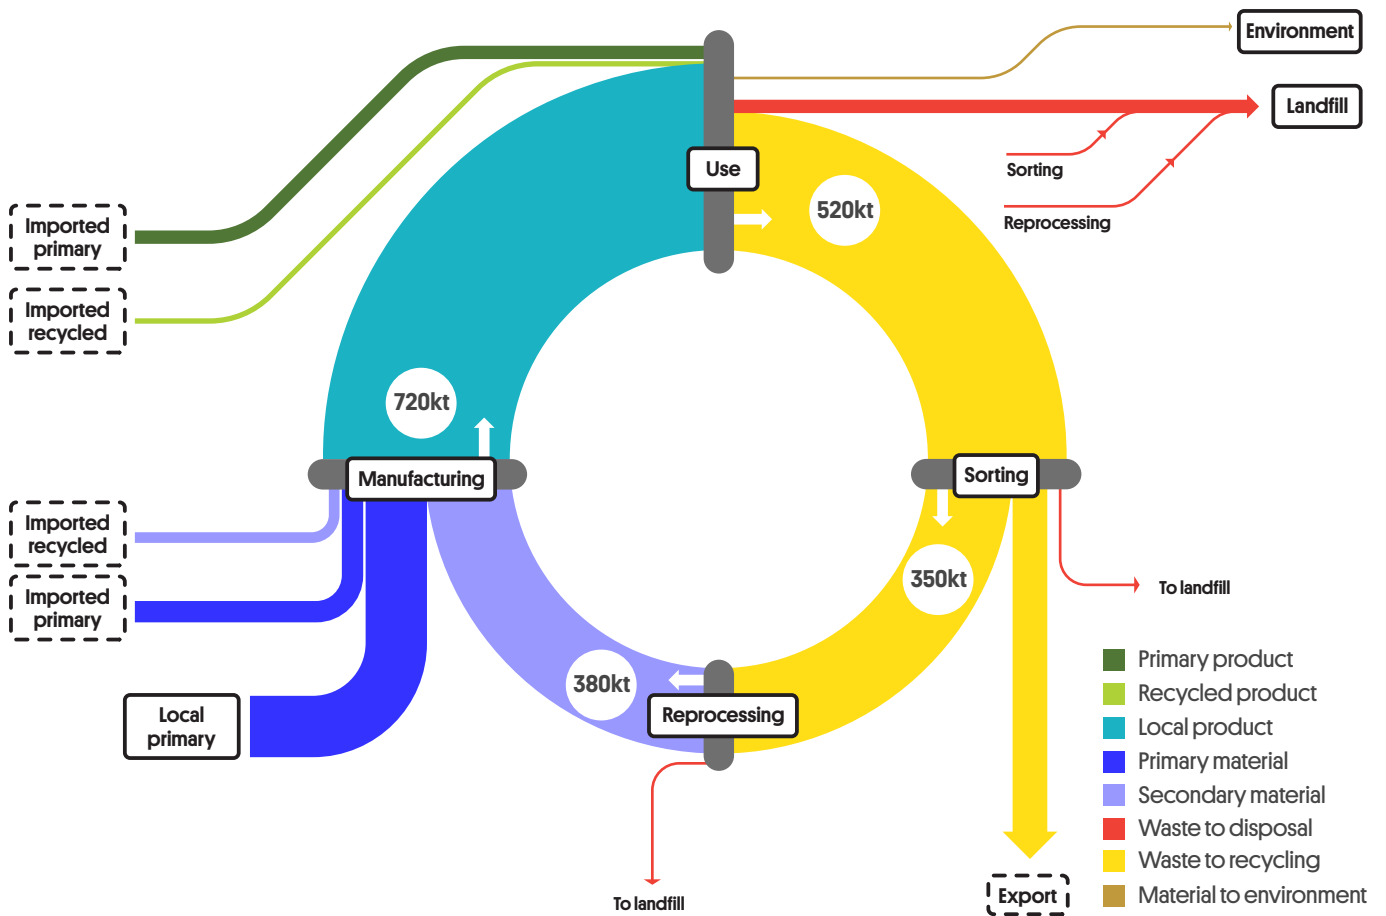 Environment
Landfill
Sorting
Reprocessing
Use
520kt
Imported
primary
Imported
recycled
720kt
Manufacturing
Sorting
Imported
recycled
Imported
primary
350kt
To landfill
380kt
Reprocessing
Local
primary
To landfill
Export
Primary product
Recycled product
Local product
Primary material
Secondary material
Waste to disposal
Waste to recycling
Material to environment